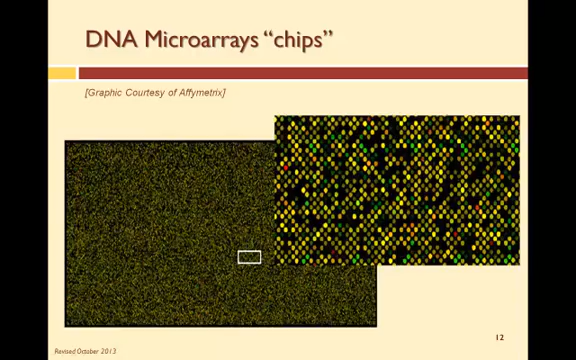 DNA Microarrays “chips”
[Graphic Courtesy of Affymetrix]
12
Revised October 2013